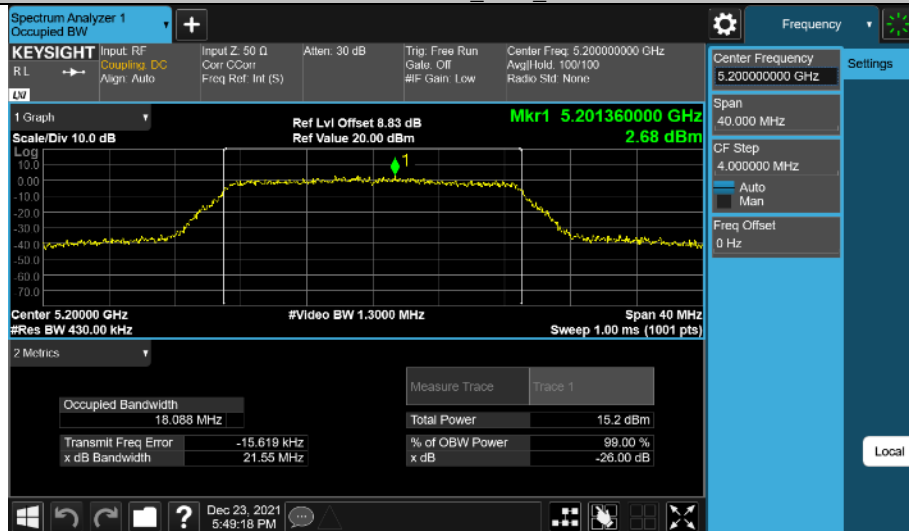 Spectrum Analyzer 1
Occupied BW
Frequency
KEYSIGHT
RL
LXI
Input: RF
Coupling: DC
Align: Auto
Input Z: 50 Ω
Corr CCorr
Freq Ref: Int (S)
Atten: 30 dB
Trig: Free Run
Gate: Off
#IF Gain: Low
Center Freq: 5.200000000 GHz
Avg|Hold: 100/100
Radio Std: None
Center Frequency
5.200000000 GHz
Settings
Span
40.000 MHz
CF Step
4.000000 MHz
Auto
Man
Freq Offset
0 Hz
Local
1 Graph
Scale/Div 10.0 dB
Ref Lvl Offset 8.83 dB
Ref Value 20.00 dBm
Mkr1 5.201360000 GHz
2.68 dBm
Log
10.0
0.00
-10.0
-20.0
-30.0
-40.0
-50.0
-60.0
-70.0
1
Center 5.20000 GHz
#Res BW 430.00 kHz
#Video BW 1.3000 MHz
Span 40 MHz
Sweep 1.00 ms (1001 pts)
2 Metrics
Measure Trace
Trace 1
Occupied Bandwidth
18.088 MHz
Total Power
15.2 dBm
Transmit Freq Error
-15.619 kHz
% of OBW Power
99.00 %
x dB Bandwidth
21.55 MHz
x dB
-26.00 dB
Dec 23, 2021
5:49:18 PM